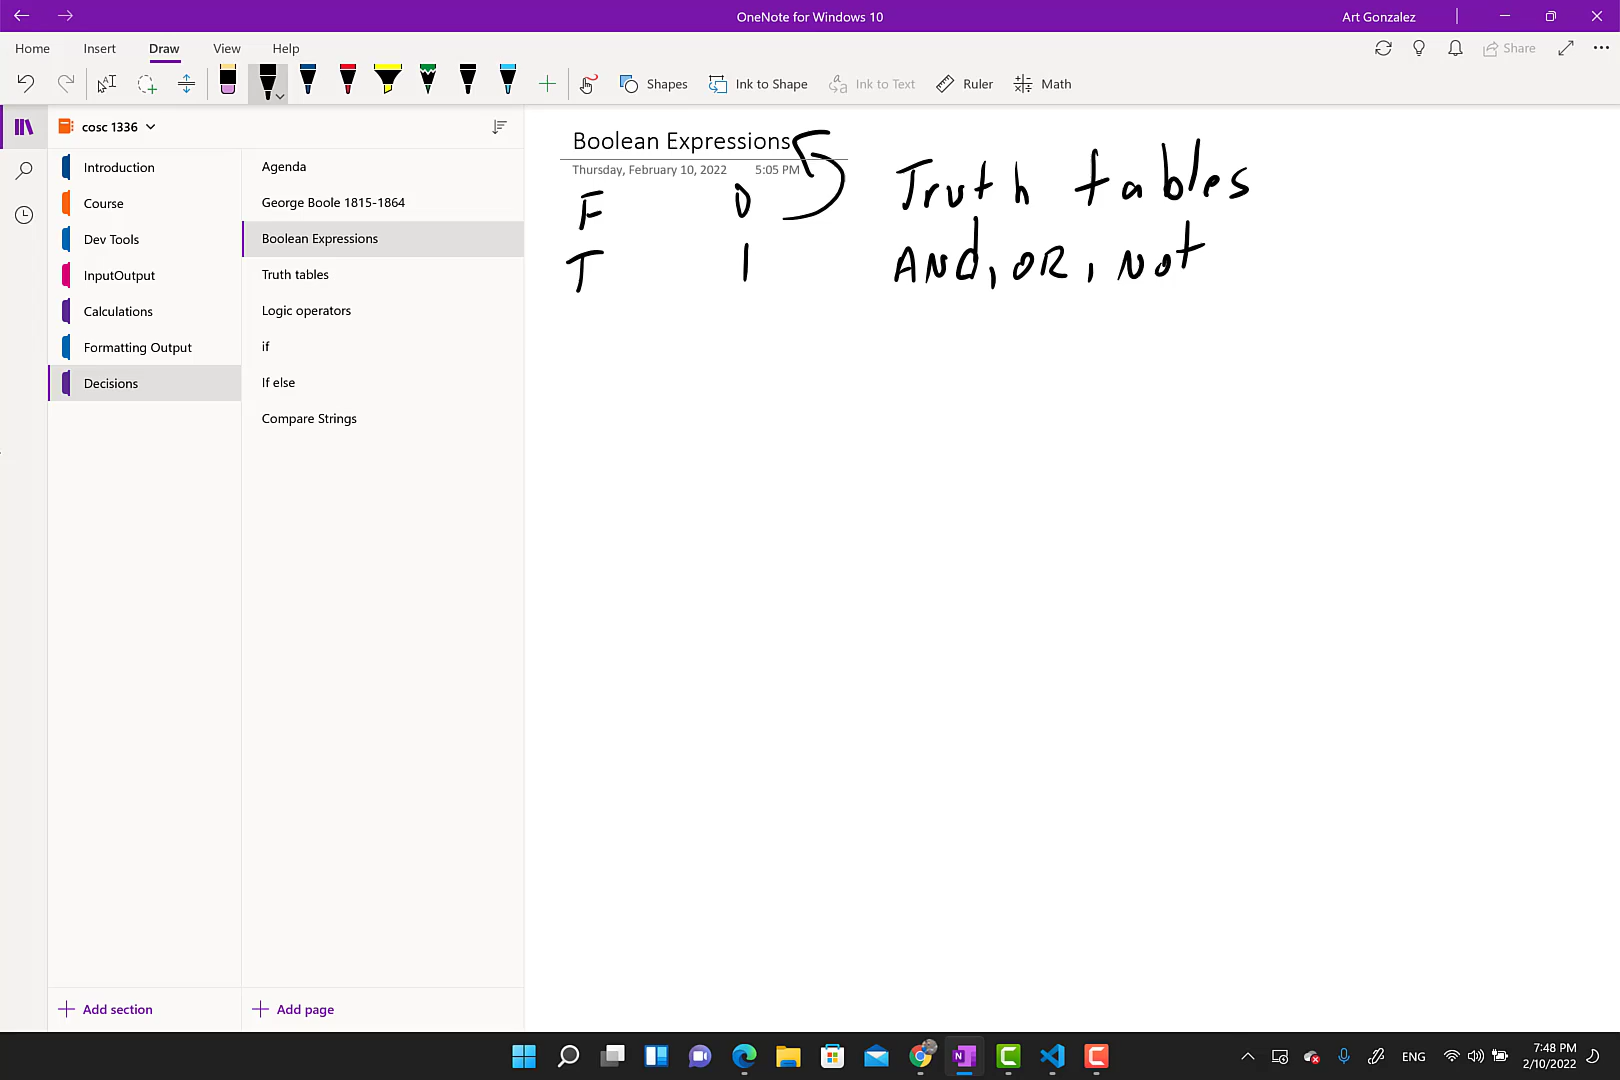 OneNote for Windows 10
Art Gonzalez
Home Insert Draw View Help
Share
Shapes Ink to Shape Ink to Text Ruler Math
cosc 1336
Introduction
Course
Dev Tools
InputOutput
Calculations
Formatting Output
Decisions
Agenda
George Boole 1815-1864
Boolean Expressions
Truth tables
Logic operators
if
If else
Compare Strings
Boolean Expressions
Thursday, February 10, 2022 5:05 PM
F 0
T 1
Truth tables
AND, OR, NOt
Add section
Add page
ENG
7:48 PM
2/10/2022